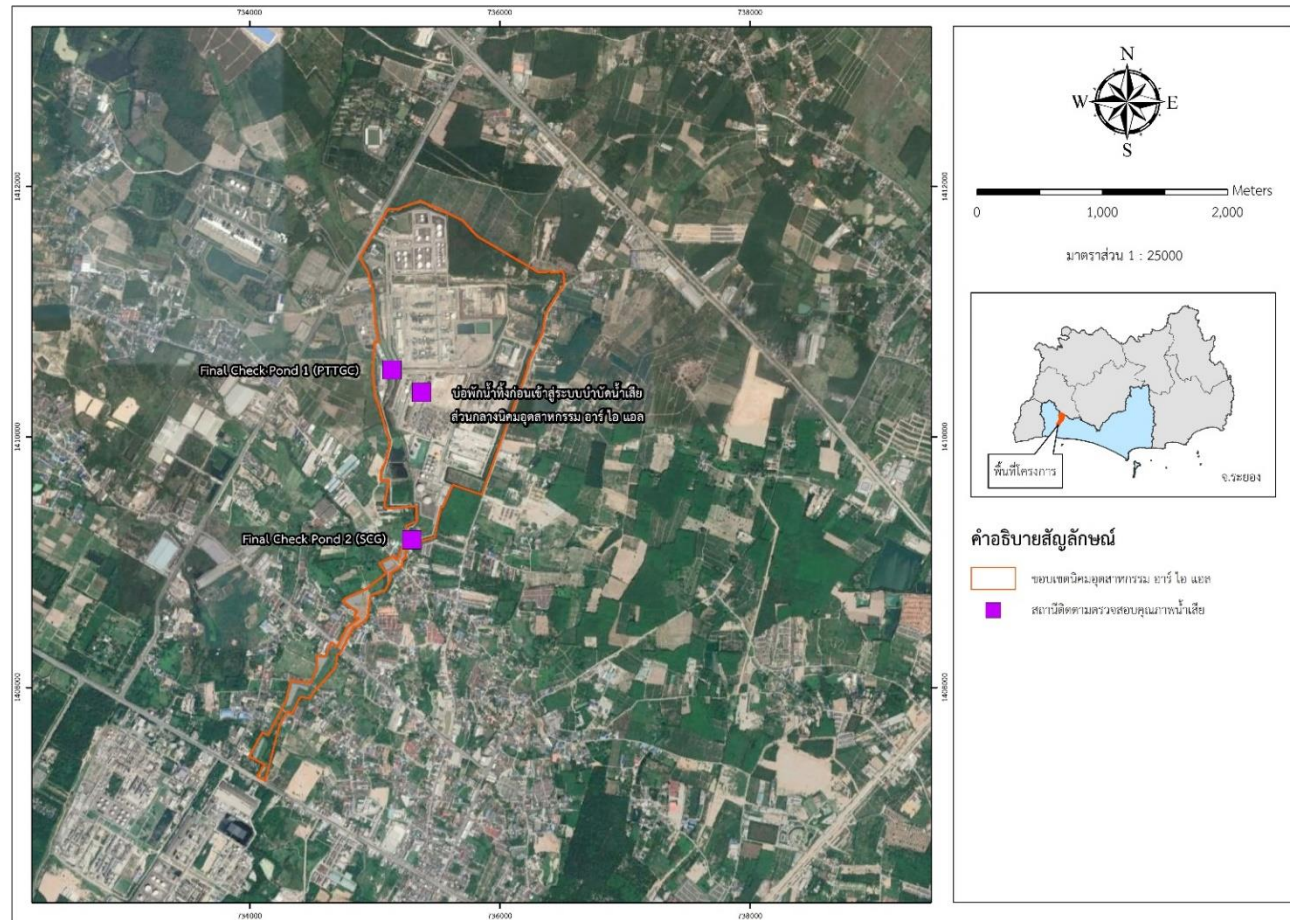 734000
736000
738000
1412000
1410000
1408000
1412000
1410000
1408000
Final Check Pond 1 (PTTGC)
บ่อพักน้ำทิ้งก่อนเข้าสู่ระบบบำบัดน้ำเสีย
ส่วนกลางนิคมอุตสาหกรรม อาร์ ไอ แอล
Final Check Pond 2 (SCG)
734000
736000
738000
N
W
E
S
Meters
0
1,000
2,000
มาตราส่วน 1 : 25000
พื้นที่โครงการ
จ.ระยอง
คำอธิบายสัญลักษณ์
ขอบเขตนิคมอุตสาหกรรม อาร์ ไอ แอล
สถานีติดตามตรวจสอบคุณภาพน้ำเสีย